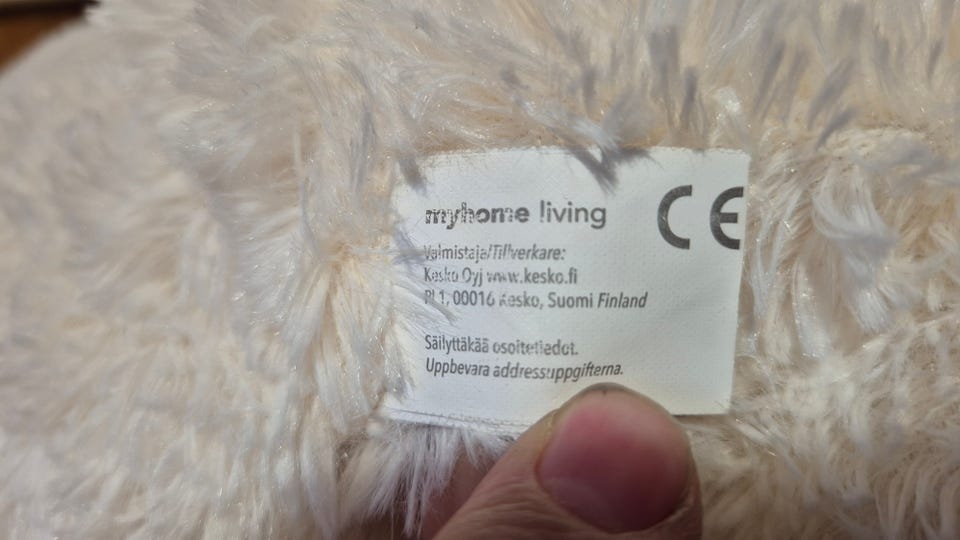 myhome living
CE
Valmistaja/Tillverkare:
Kesko Oyj www.kesko.fi
PL 1, 00016 Kesko, Suomi Finland
Säilyttäkää osoitetiedot.
Uppbevara addressuppgifterna.